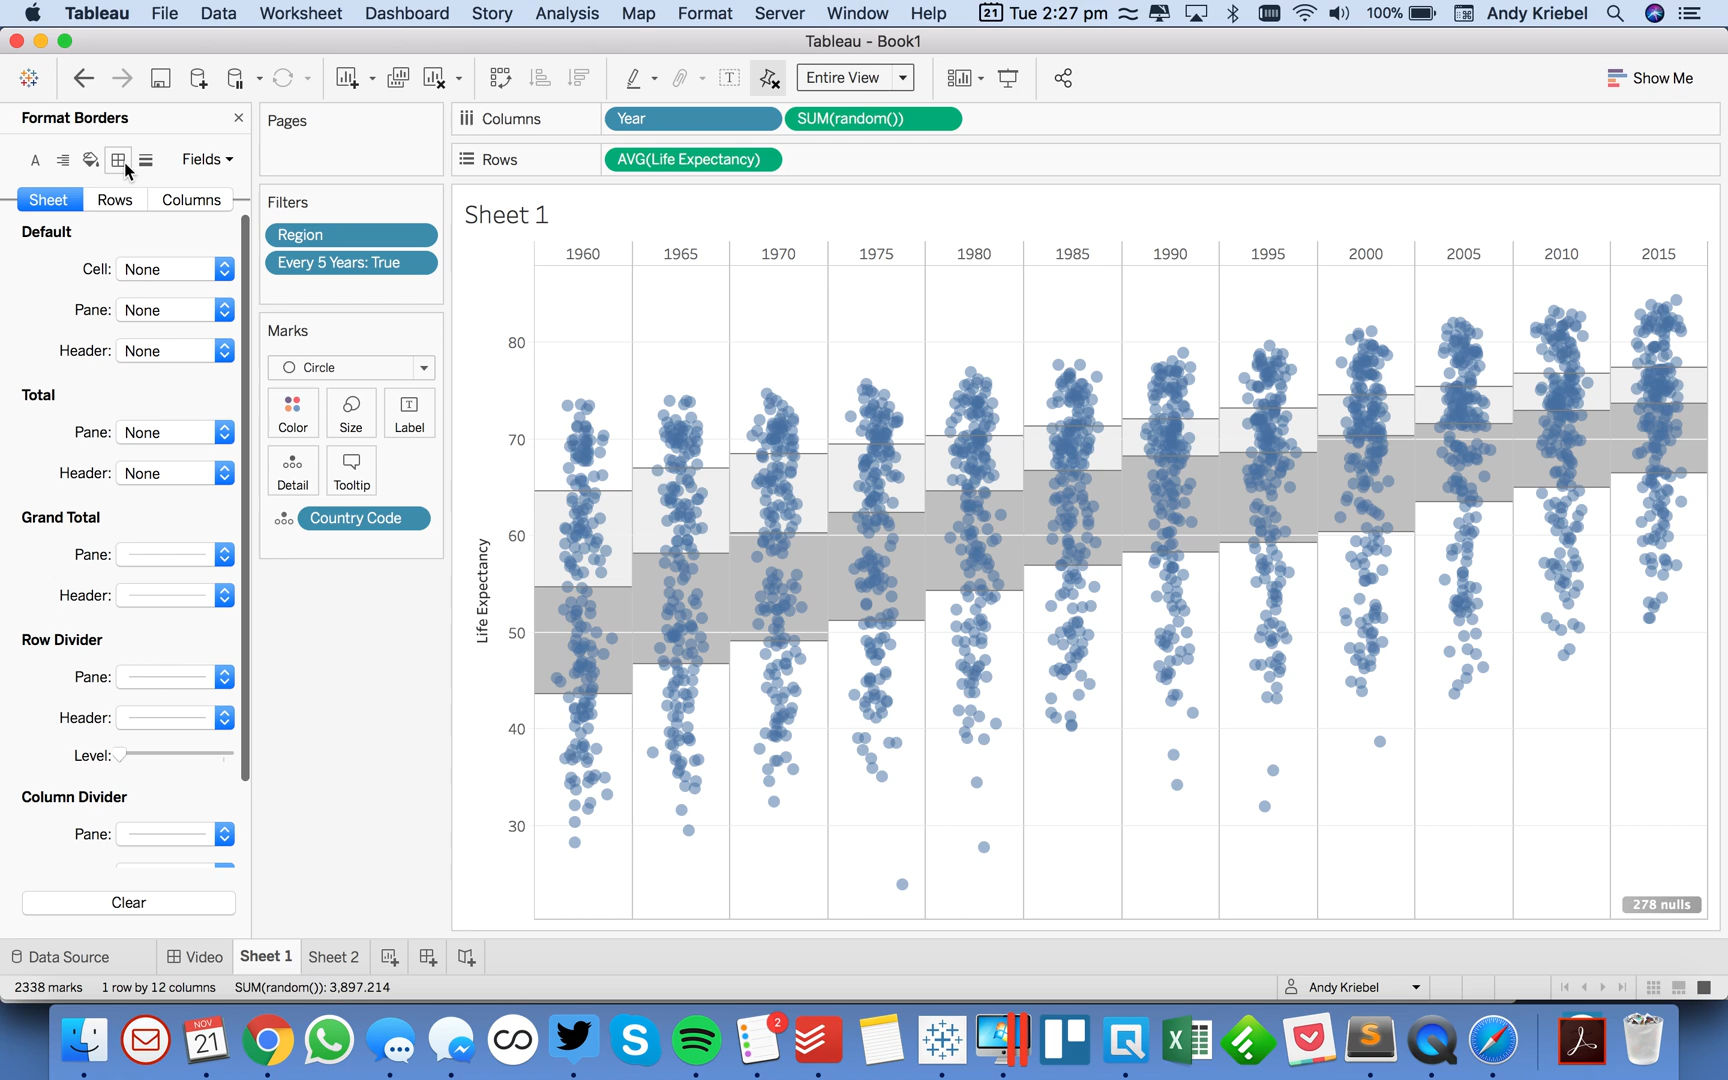 Tableau File Data Worksheet Dashboard Story Analysis Map Format Server Window Help 21 Tue 2:27 pm 100% Andy Kriebel
Tableau - Book1
Entire View Show Me
Format Borders
Fields
Sheet Rows Columns
Default
Cell: None
Pane: None
Header: None
Total
Pane: None
Header: None
Grand Total
Pane:
Header:
Row Divider
Pane:
Header:
Level:
Column Divider
Pane:
Clear
Pages
Filters
Region
Every 5 Years: True
Marks
Circle
Color Size Label
Detail Tooltip
Country Code
Columns Year SUM(random())
Rows AVG(Life Expectancy)
Sheet 1
1960 1965 1970 1975 1980 1985 1990 1995 2000 2005 2010 2015
80
70
60
50
40
30
Life Expectancy
278 nulls
Data Source Video Sheet 1 Sheet 2
2338 marks 1 row by 12 columns SUM(random()): 3,897.214 Andy Kriebel
NOV
21
2